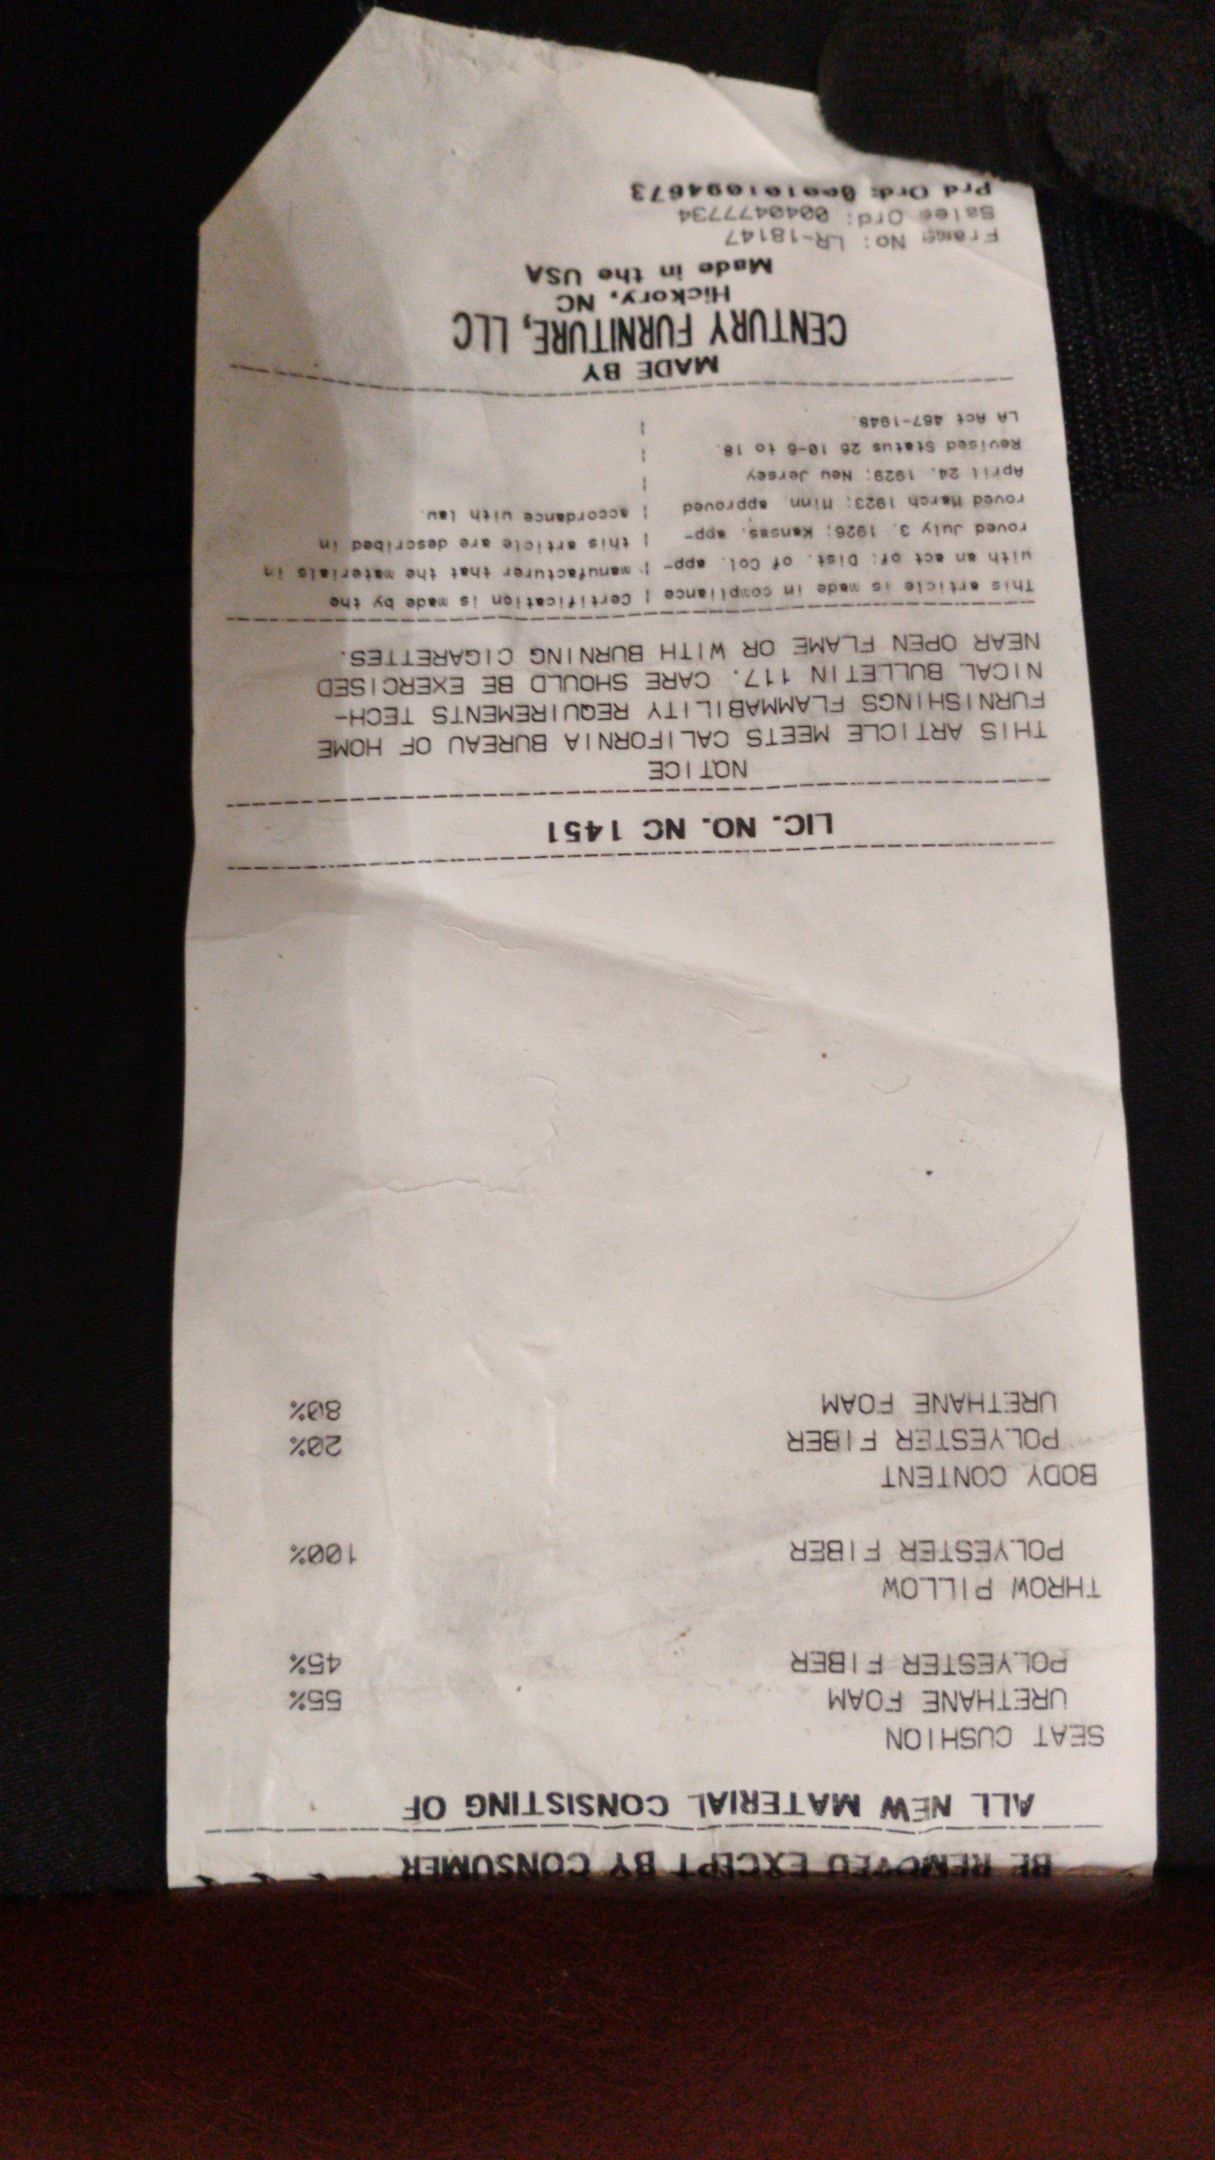 BE REMOVED EXCEPT BY CONSUMER
ALL NEW MATERIAL CONSISTING OF
SEAT CUSHION
URETHANE FOAM 55%
POLYESTER FIBER 45%
THROW PILLOW
POLYESTER FIBER 100%
BODY CONTENT
POLYESTER FIBER 20%
URETHANE FOAM 80%
LIC. NO. NC 1451
NOTICE
THIS ARTICLE MEETS CALIFORNIA BUREAU OF HOME
FURNISHINGS FLAMMABILITY REQUIREMENTS TECH-
NICAL BULLETIN 117. CARE SHOULD BE EXERCISED
NEAR OPEN FLAME OR WITH BURNING CIGARETTES.
This article is made in compliance | Certification is made by the
with an act of: Dist. of Col. app- | manufacturer that the materials in
roved July 3, 1926; Kansas, app- | this article are described in
roved March 1923; Minn. approved | accordance with law.
April 24, 1929; New Jersey |
Revised Status 26 10-6 to 18. |
LA Act 467-1948. |
MADE BY
CENTURY FURNITURE, LLC
Hickory, NC
Made in the USA
Frame No: LR-18147
Sales Ord: 0040477734
Prd Ord: 000101094673